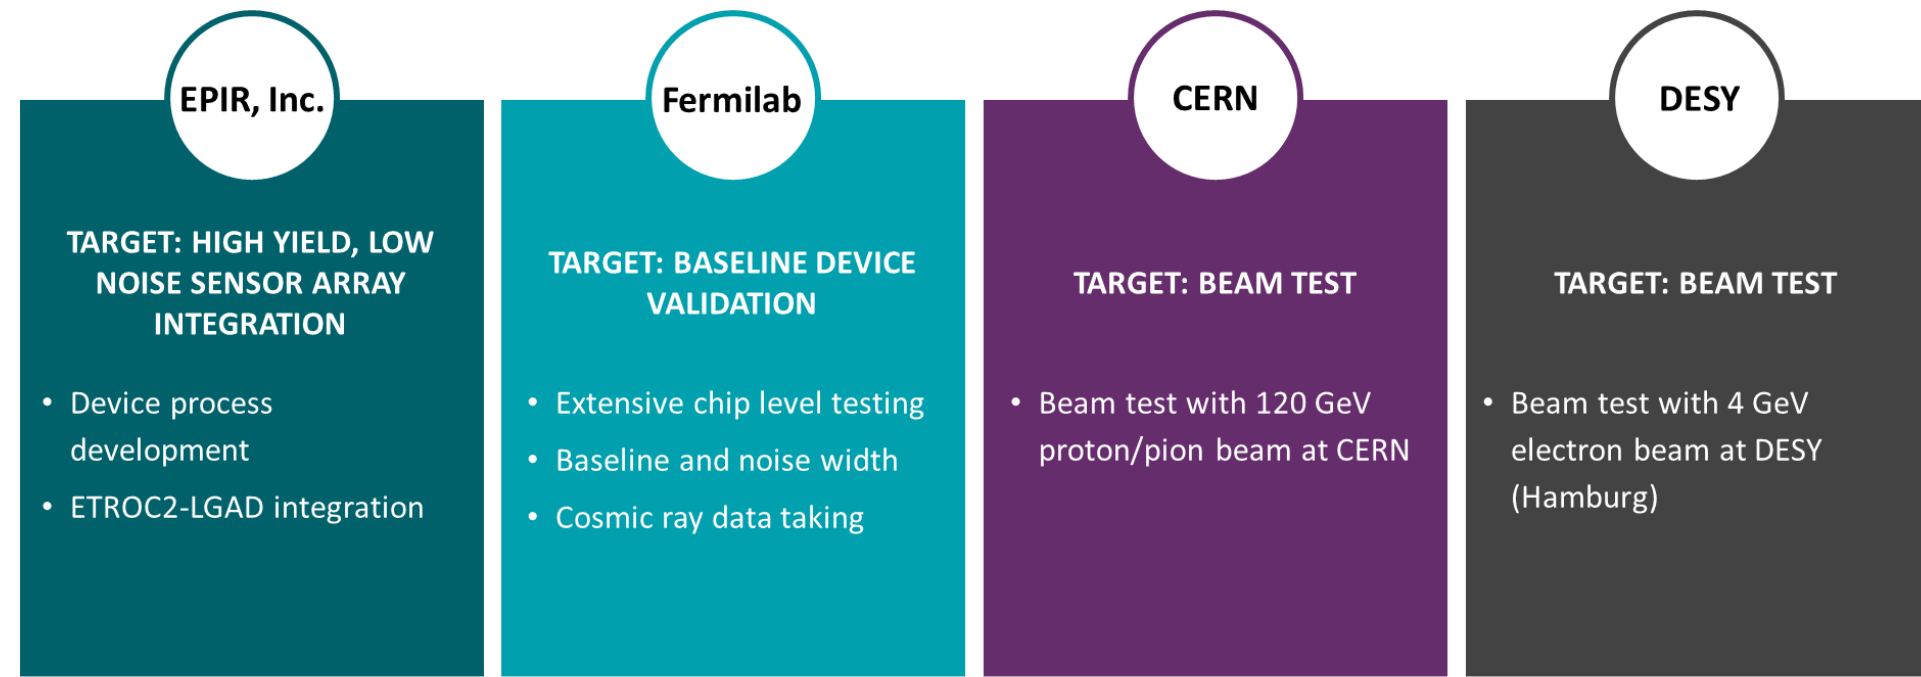 EPIR, Inc.
TARGET: HIGH YIELD, LOW
NOISE SENSOR ARRAY
INTEGRATION
• Device process
development
• ETROC2-LGAD integration
Fermilab
TARGET: BASELINE DEVICE
VALIDATION
• Extensive chip level testing
• Baseline and noise width
• Cosmic ray data taking
CERN
TARGET: BEAM TEST
• Beam test with 120 GeV
proton/pion beam at CERN
DESY
TARGET: BEAM TEST
• Beam test with 4 GeV
electron beam at DESY
(Hamburg)